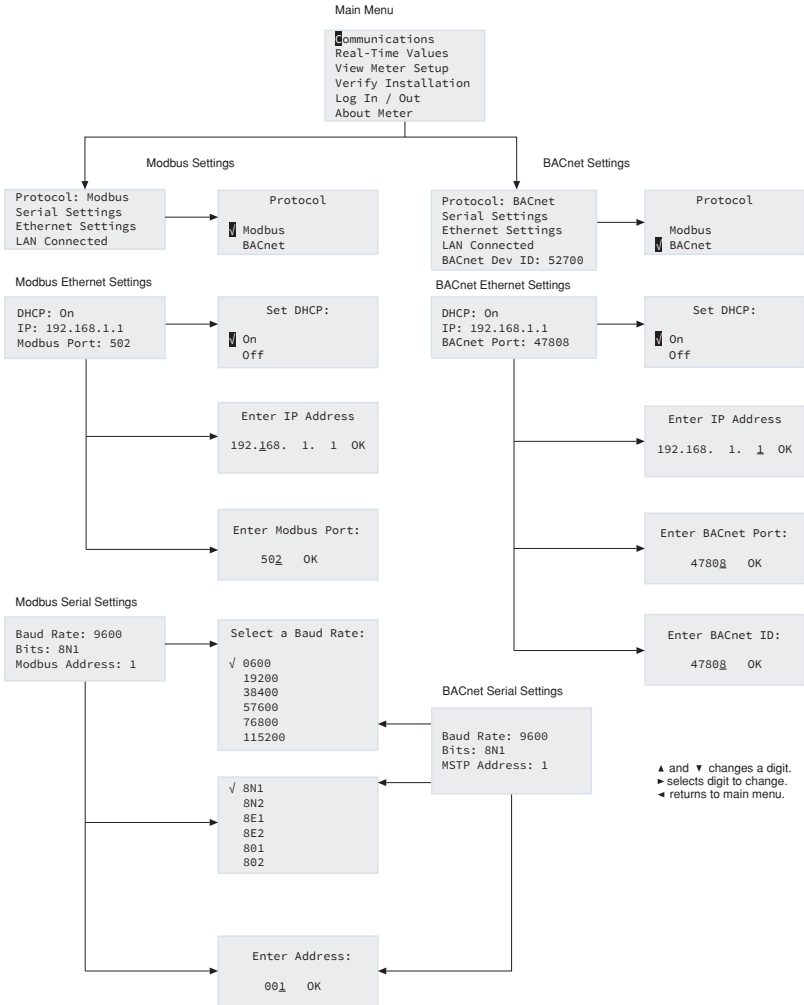 Main Menu
Communications
Real-Time Values
View Meter Setup
Verify Installation
Log In / Out
About Meter
Modbus Settings
BACnet Settings
Protocol: Modbus
Serial Settings
Ethernet Settings
LAN Connected
Protocol
√ Modbus
BACnet
Protocol: BACnet
Serial Settings
Ethernet Settings
LAN Connected
BACnet Dev ID: 52700
Protocol
Modbus
√ BACnet
Modbus Ethernet Settings
DHCP: On
IP: 192.168.1.1
Modbus Port: 502
Set DHCP:
√ On
Off
BACnet Ethernet Settings
DHCP: On
IP: 192.168.1.1
BACnet Port: 47808
Set DHCP:
√ On
Off
Enter IP Address
192.168. 1. 1 OK
Enter IP Address
192.168. 1. 1 OK
Enter Modbus Port:
502 OK
Enter BACnet Port:
47808 OK
Enter BACnet ID:
47808 OK
Modbus Serial Settings
Baud Rate: 9600
Bits: 8N1
Modbus Address: 1
Select a Baud Rate:
√ 0600
19200
38400
57600
76800
115200
BACnet Serial Settings
Baud Rate: 9600
Bits: 8N1
MSTP Address: 1
▲ and ▼ changes a digit.
► selects digit to change.
◄ returns to main menu.
√ 8N1
8N2
8E1
8E2
801
802
Enter Address:
001 OK